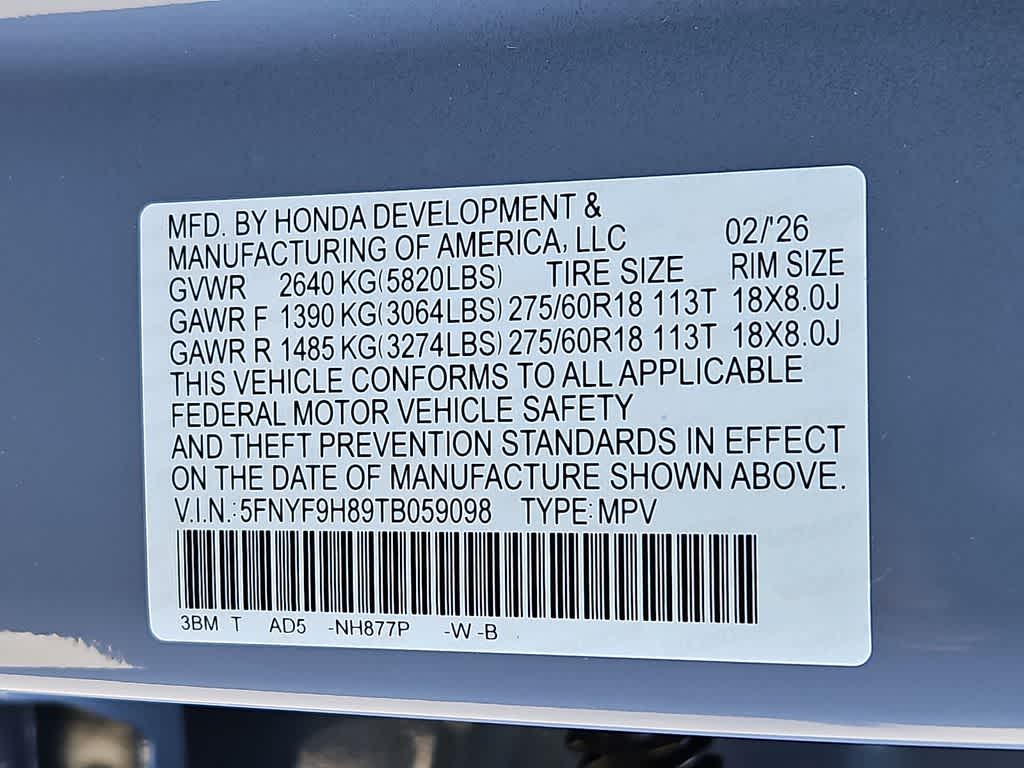 MFD. BY HONDA DEVELOPMENT &
MANUFACTURING OF AMERICA, LLC 02/'26
GVWR 2640 KG(5820LBS) TIRE SIZE RIM SIZE
GAWR F 1390 KG(3064LBS) 275/60R18 113T 18X8.0J
GAWR R 1485 KG(3274LBS) 275/60R18 113T 18X8.0J
THIS VEHICLE CONFORMS TO ALL APPLICABLE
FEDERAL MOTOR VEHICLE SAFETY
AND THEFT PREVENTION STANDARDS IN EFFECT
ON THE DATE OF MANUFACTURE SHOWN ABOVE.
V.I.N.:5FNYF9H89TB059098 TYPE:MPV
3BM T AD5 -NH877P -W -B